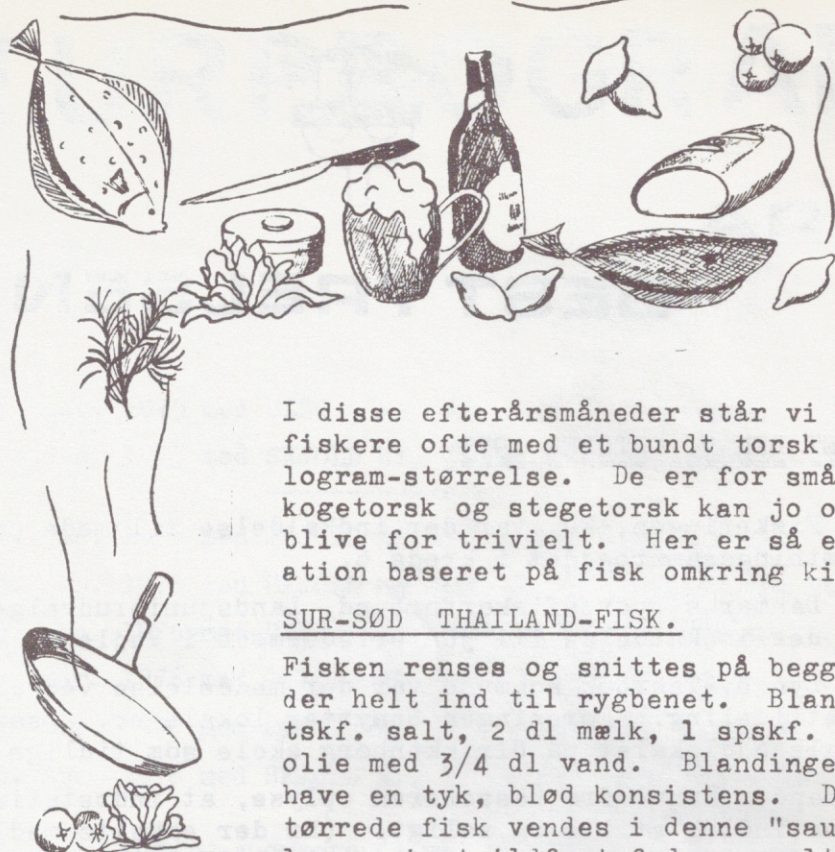 I disse efterårsmåneder står vi
fiskere ofte med et bundt torsk
logram-størrelse. De er for små
kogetorsk og stegetorsk kan jo o
blive for trivielt. Her er så e
ation baseret på fisk omkring ki
SUR-SØD THAILAND-FISK.
Fisken renses og snittes på begg
der helt ind til rygbenet. Blan
tskf. salt, 2 dl mælk, 1 spskf.
olie med 3/4 dl vand. Blandinge
have en tyk, blød konsistens. D
tørrede fisk vendes i denne "sau